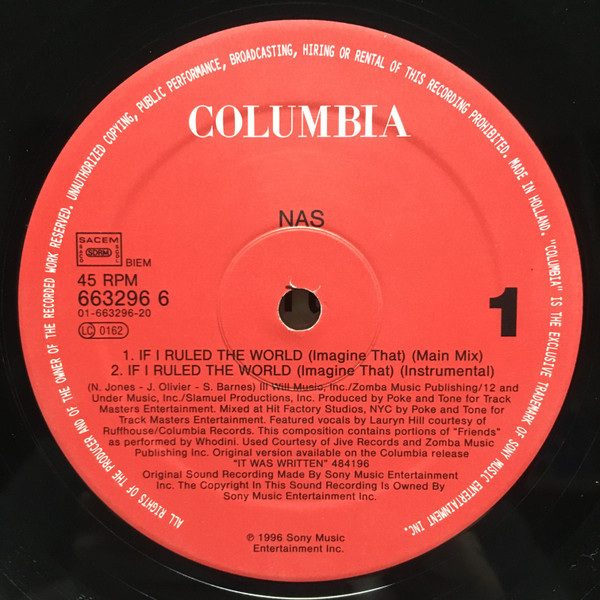 UNAUTHORIZED COPYING, PUBLIC PERFORMANCE, BROADCASTING, HIRING OR RENTAL OF THIS RECORDING PROHIBITED. MADE IN HOLLAND. "COLUMBIA" IS THE EXCLUSIVE TRADEMARK OF SONY MUSIC ENTERTAINMENT INC.
ALL RIGHTS OF THE PRODUCER AND OF THE OWNER OF THE RECORDED WORK RESERVED.
COLUMBIA
NAS
SACEM
SDRM
BIEM
45 RPM
663296 6
01-663296-20
LC 0162
1
1. IF I RULED THE WORLD (Imagine That) (Main Mix)
2. IF I RULED THE WORLD (Imagine That) (Instrumental)
(N. Jones - J. Olivier - S. Barnes) Ill Will Music, Inc./Zomba Music Publishing/12 and
Under Music, Inc./Slamuel Productions, Inc. Produced by Poke and Tone for Track
Masters Entertainment. Mixed at Hit Factory Studios, NYC by Poke and Tone for
Track Masters Entertainment. Featured vocals by Lauryn Hill courtesy of
Ruffhouse/Columbia Records. This composition contains portions of "Friends"
as performed by Whodini. Used Courtesy of Jive Records and Zomba Music
Publishing Inc. Original version available on the Columbia release
"IT WAS WRITTEN" 484196
Original Sound Recording Made By Sony Music Entertainment
Inc. The Copyright In This Sound Recording Is Owned By
Sony Music Entertainment Inc.
℗ 1996 Sony Music
Entertainment Inc.